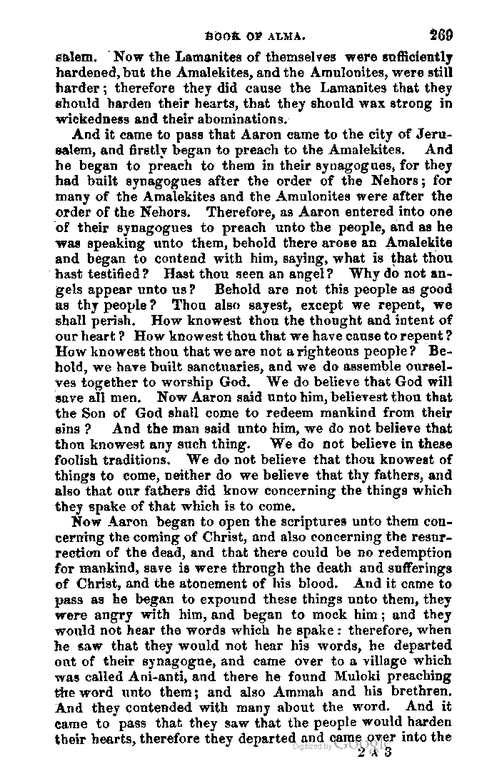 BOOK OF ALMA. 269
salem. Now the Lamanites of themselves were sufficiently
hardened, but the Amalekites, and the Amulonites, were still
harder; therefore they did cause the Lamanites that they
should harden their hearts, that they should wax strong in
wickedness and their abominations.
And it came to pass that Aaron came to the city of Jeru-
salem, and firstly began to preach to the Amalekites. And
he began to preach to them in their synagogues, for they
had built synagogues after the order of the Nehors; for
many of the Amalekites and the Amulonites were after the
order of the Nehors. Therefore, as Aaron entered into one
of their synagogues to preach unto the people, and as he
was speaking unto them, behold there arose an Amalekite
and began to contend with him, saying, what is that thou
hast testified? Hast thou seen an angel? Why do not an-
gels appear unto us? Behold are not this people as good
as thy people? Thou also sayest, except we repent, we
shall perish. How knowest thou the thought and intent of
our heart? How knowest thou that we have cause to repent?
How knowest thou that we are not a righteous people? Be-
hold, we have built sanctuaries, and we do assemble oursel-
ves together to worship God. We do believe that God will
save all men. Now Aaron said unto him, believest thou that
the Son of God shall come to redeem mankind from their
sins? And the man said unto him, we do not believe that
thou knowest any such thing. We do not believe in these
foolish traditions. We do not believe that thou knowest of
things to come, neither do we believe that thy fathers, and
also that our fathers did know concerning the things which
they spake of that which is to come.
Now Aaron began to open the scriptures unto them con-
cerning the coming of Christ, and also concerning the resur-
rection of the dead, and that there could be no redemption
for mankind, save is were through the death and sufferings
of Christ, and the atonement of his blood. And it came to
pass as he began to expound these things unto them, they
were angry with him, and began to mock him; and they
would not hear the words which he spake: therefore, when
he saw that they would not hear his words, he departed
out of their synagogue, and came over to a village which
was called Ani-anti, and there he found Muloki preaching
the word unto them; and also Ammah and his brethren.
And they contended with many about the word. And it
came to pass that they saw that the people would harden
their hearts, therefore they departed and came over into the
Digitized by Google
2 A 3